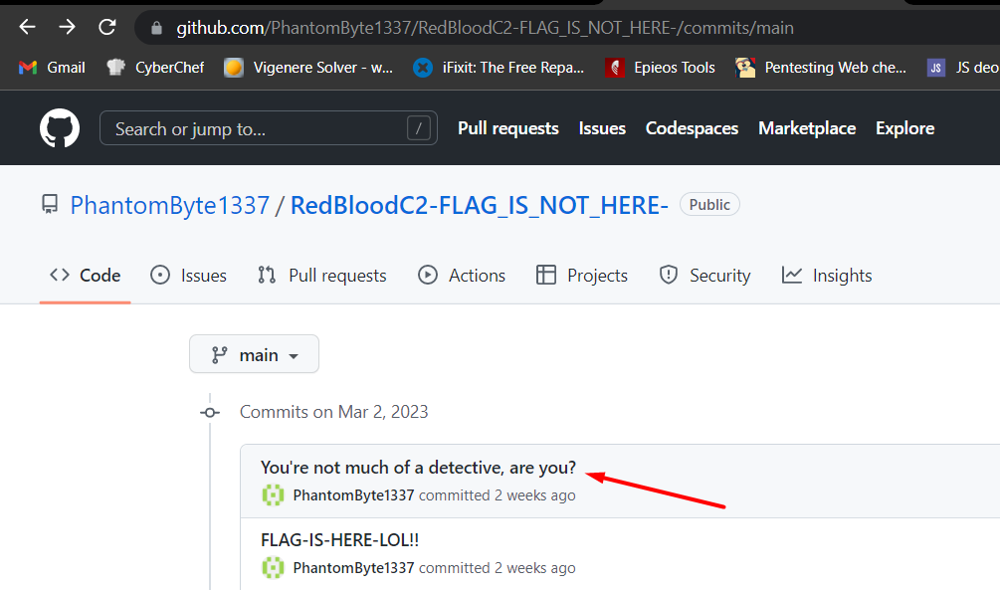 github.com/PhantomByte1337/RedBloodC2-FLAG_IS_NOT_HERE-/commits/main
Gmail CyberChef Vigenere Solver - w... iFixit: The Free Repa... Epieos Tools Pentesting Web che... JS JS deo
Search or jump to... / Pull requests Issues Codespaces Marketplace Explore
PhantomByte1337 / RedBloodC2-FLAG_IS_NOT_HERE- Public
Code Issues Pull requests Actions Projects Security Insights
main
Commits on Mar 2, 2023
You're not much of a detective, are you?
PhantomByte1337 committed 2 weeks ago
FLAG-IS-HERE-LOL!!
PhantomByte1337 committed 2 weeks ago